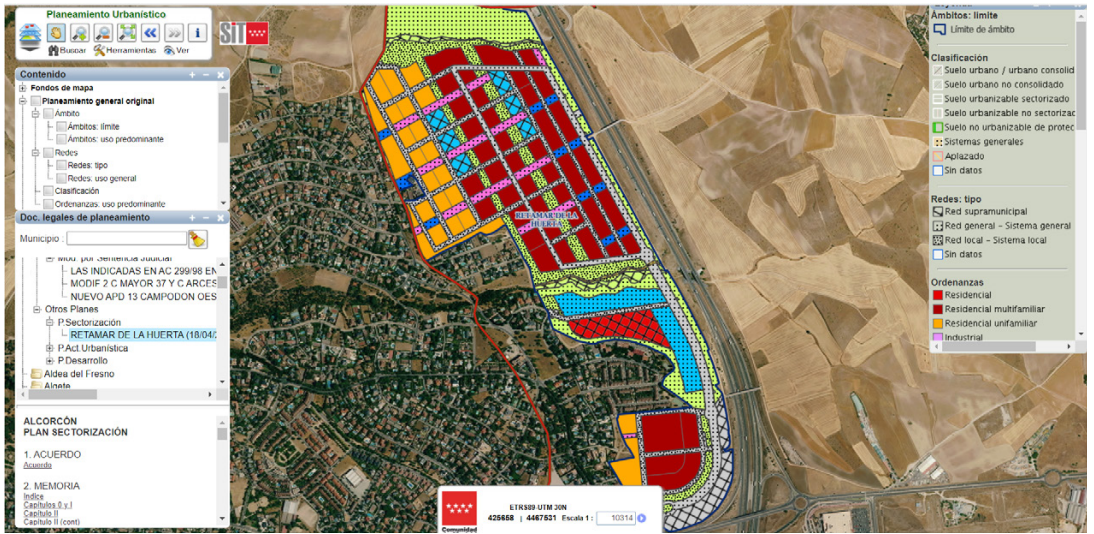 Planeamiento Urbanístico
i
Buscar Herramientas Ver
SIT
Contenido
Fondos de mapa
Planeamiento general original
Ámbito
Ámbitos: límite
Ámbitos: uso predominante
Redes
Redes: tipo
Redes: uso general
Clasificación
Ordenanzas: uso predominante
Doc. legales de planeamiento
Municipio :
Mod. por Sentencia Judicial
LAS INDICADAS EN AC 299/98 EN
MODIF 2 C MAYOR 37 Y C ARCES
NUEVO APD 13 CAMPODON OES
Otros Planes
P.Sectorización
RETAMAR DE LA HUERTA (18/04/
P.Act.Urbanística
P.Desarrollo
Aldea del Fresno
Algete
ALCORCÓN
PLAN SECTORIZACIÓN
1. ACUERDO
Acuerdo
2. MEMORIA
Indice
Capítulos 0 y I
Capítulo II
Capítulo II (cont)
RETAMAR DE LA
HUERTA
Comunidad
ETRS89-UTM 30N
425658 | 4467531 Escala 1 : 10314
Ámbitos: límite
Límite de ámbito
Clasificación
Suelo urbano / urbano consolid
Suelo urbano no consolidado
Suelo urbanizable sectorizado
Suelo urbanizable no sectorizac
Suelo no urbanizable de protec
Sistemas generales
Aplazado
Sin datos
Redes: tipo
Red supramunicipal
Red general - Sistema general
Red local - Sistema local
Sin datos
Ordenanzas
Residencial
Residencial multifamiliar
Residencial unifamiliar
Industrial